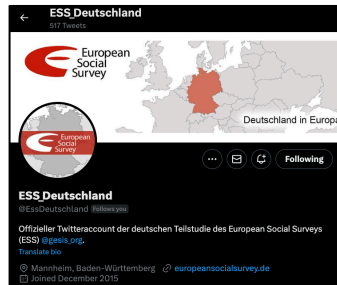 ESS_Deutschland
517 Tweets
European
Social
Survey
Deutschland in Europa
European
Social
Survey
Following
ESS_Deutschland
@EssDeutschland Follows you
Offizieller Twitteraccount der deutschen Teilstudie des European Social Surveys
(ESS) @gesis_org.
Translate bio
Mannheim, Baden-Württemberg europeansocialsurvey.de
Joined December 2015